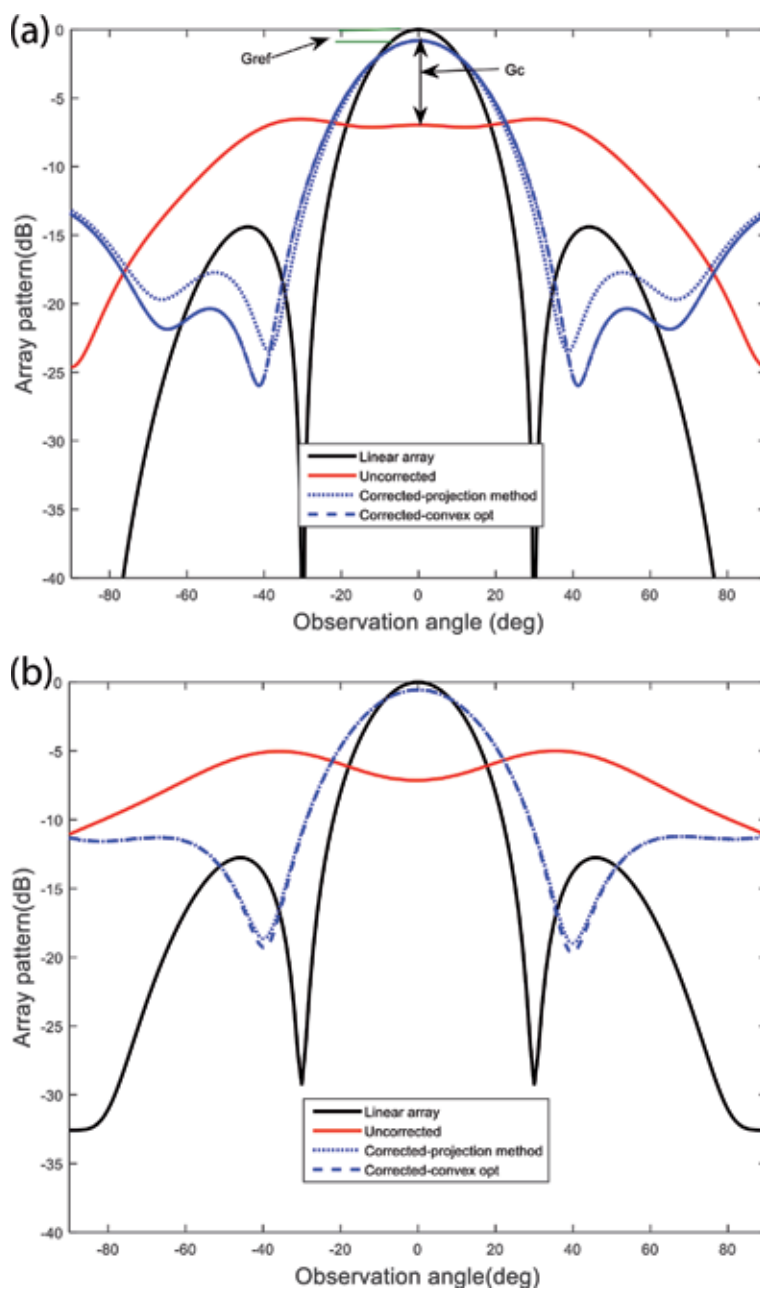 (a)
Gref
Gc
0
-5
-10
-15
-20
-25
-30
-35
-40
Array pattern(dB)
Linear array
Uncorrected
Corrected-projection method
Corrected-convex opt
-80 -60 -40 -20 0 20 40 60 80
Observation angle (deg)
(b)
0
-5
-10
-15
-20
-25
-30
-35
-40
Array pattern(dB)
Linear array
Uncorrected
Corrected-projection method
Corrected-convex opt
-80 -60 -40 -20 0 20 40 60 80
Observation angle(deg)